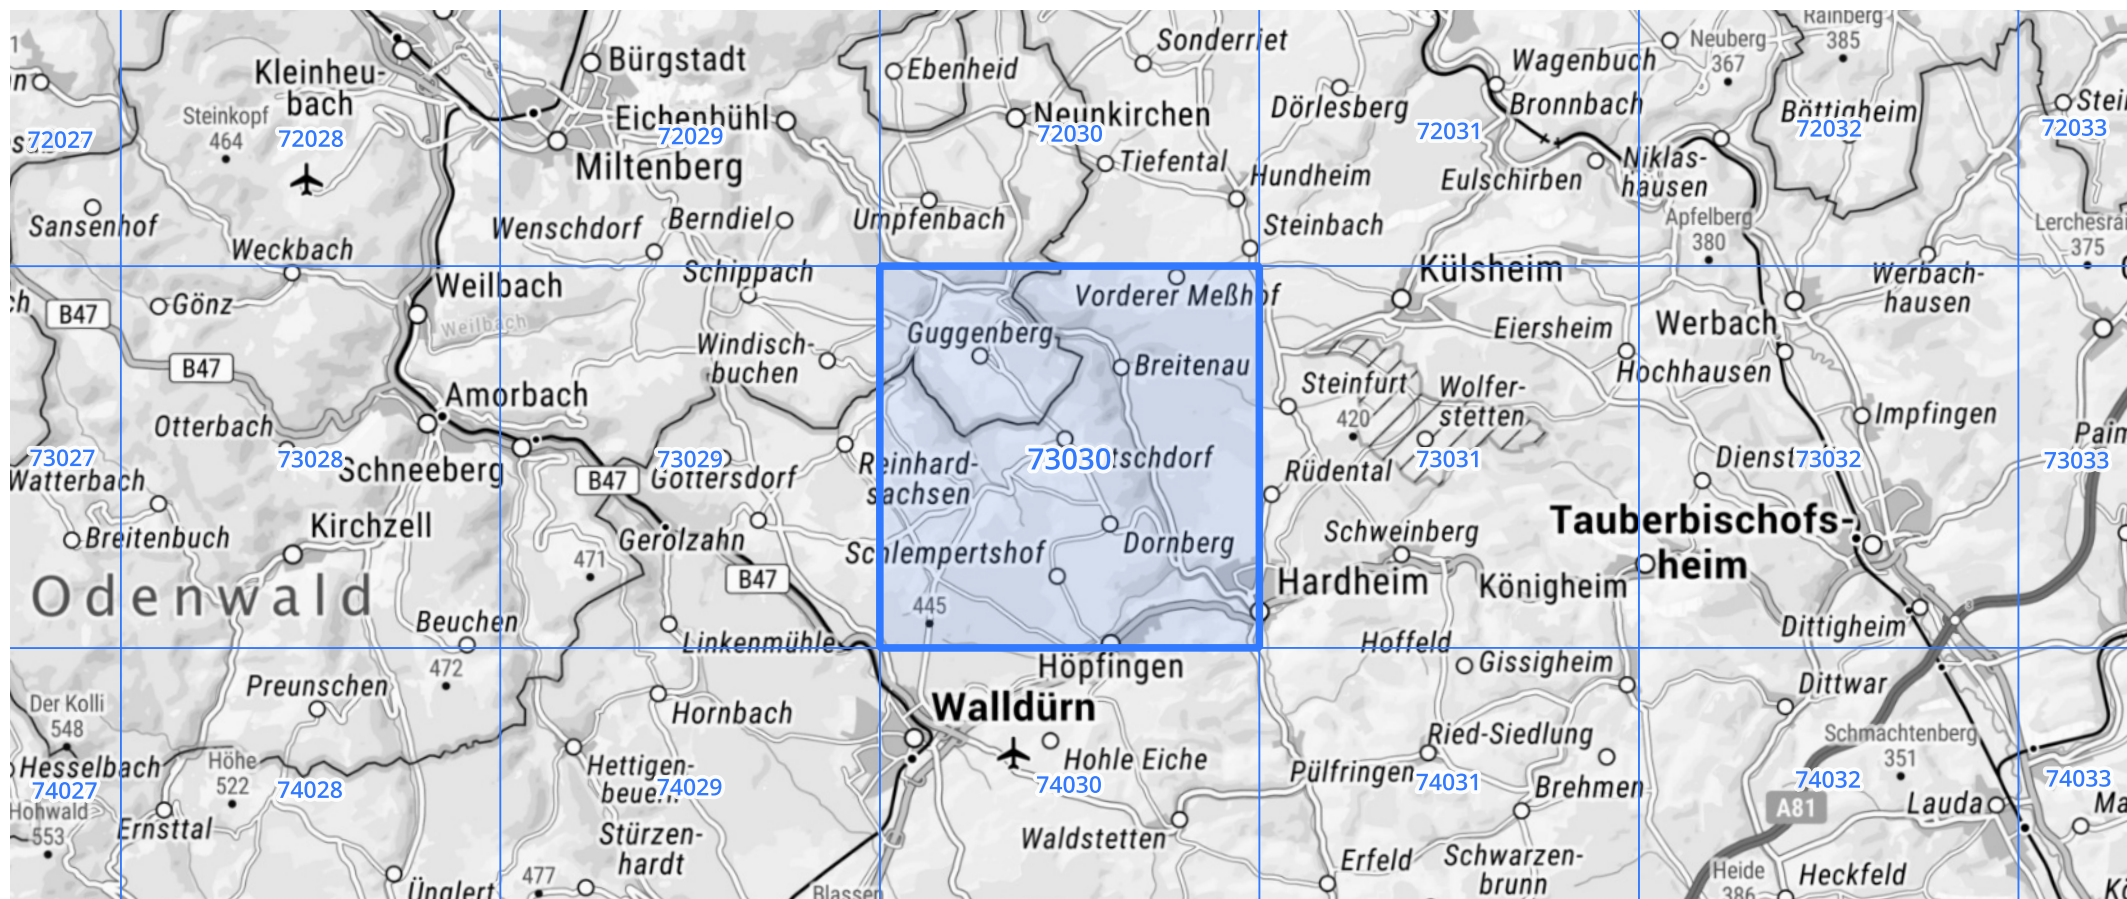 Rainberg
385
Sonderriet
Neuberg
367
Wagenbuch
Bürgstadt
Ebenheid
Kleinheu-
bach
Dörlesberg
Bronnbach
Böttigheim
Steinkopf
464
Eichenbühl
Neunkirchen
72027
72028
72029
72030
72031
72032
72033
Miltenberg
Tiefental
Hundheim
Eulschirben
Niklas-
hausen
Sansenhof
Wenschdorf
Berndiel
Umpfenbach
Steinbach
Apfelberg
380
375
Weckbach
Schippach
Külsheim
Werbach-
hausen
Weilbach
Weilbach
Vorderer Meßhof
B47
Gönz
Guggenberg
Eiersheim
Werbach
Windisch-
buchen
Breitenau
Hochhausen
B47
Amorbach
Steinfurt
420
Wolfer-
stetten
Impfingen
Otterbach
73027
73028
73029
73030
73031
73032
73033
tschdorf
Schneeberg
B47
Gottersdorf
Reinhard-
sachsen
Rüdental
Watterbach
Breitenbuch
Kirchzell
Gerolzahn
Schlempertshof
Dornberg
Schweinberg
Tauberbischofs-
heim
Odenwald
471
B47
445
Hardheim
Königheim
Beuchen
472
Linkenmühle
Hoffeld
Dittigheim
Höpfingen
Gissigheim
Preunschen
Der Kolli
548
Hornbach
Walldürn
Dittwar
Hesselbach
Höhe
522
Hettigen-
beuern
Hohle Eiche
Ried-Siedlung
Schmachtenberg
351
74027
74028
74029
74030
74031
74032
74033
Pülfringen
Brehmen
Hohwald
553
Ernsttal
A81
Lauda
Stürzen-
hardt
Waldstetten
Erfeld
Schwarzen-
brunn
Heide
386
Heckfeld
Ünglert
477